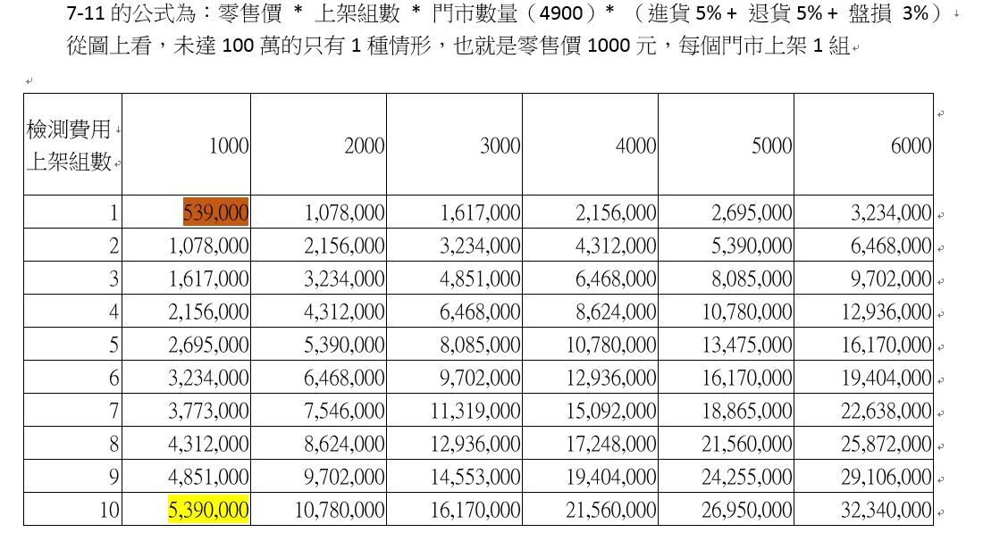 7-11 的公式為：零售價 * 上架組數 * 門市數量（4900）* （進貨 5% + 退貨 5% + 盤損 3%）
從圖上看，未達 100 萬的只有 1 種情形，也就是零售價 1000 元，每個門市上架 1 組
檢測費用
上架組數 1000 2000 3000 4000 5000 6000
1 539,000 1,078,000 1,617,000 2,156,000 2,695,000 3,234,000
2 1,078,000 2,156,000 3,234,000 4,312,000 5,390,000 6,468,000
3 1,617,000 3,234,000 4,851,000 6,468,000 8,085,000 9,702,000
4 2,156,000 4,312,000 6,468,000 8,624,000 10,780,000 12,936,000
5 2,695,000 5,390,000 8,085,000 10,780,000 13,475,000 16,170,000
6 3,234,000 6,468,000 9,702,000 12,936,000 16,170,000 19,404,000
7 3,773,000 7,546,000 11,319,000 15,092,000 18,865,000 22,638,000
8 4,312,000 8,624,000 12,936,000 17,248,000 21,560,000 25,872,000
9 4,851,000 9,702,000 14,553,000 19,404,000 24,255,000 29,106,000
10 5,390,000 10,780,000 16,170,000 21,560,000 26,950,000 32,340,000